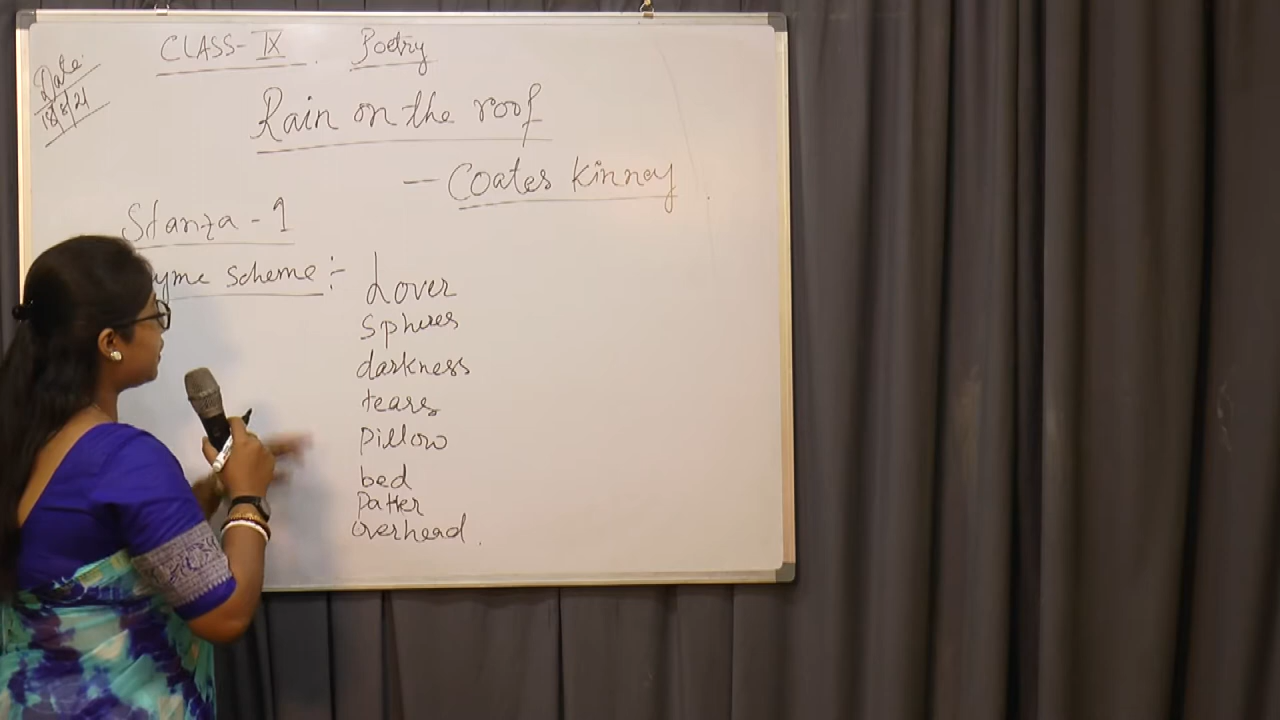 Date:
18/8/21
CLASS-IX. Poetry
Rain on the roof
- Coates Kinney.
Stanza - 1
yme scheme :-
Lover
spheres
darkness
tears
pillow
bed
patter
overhead.